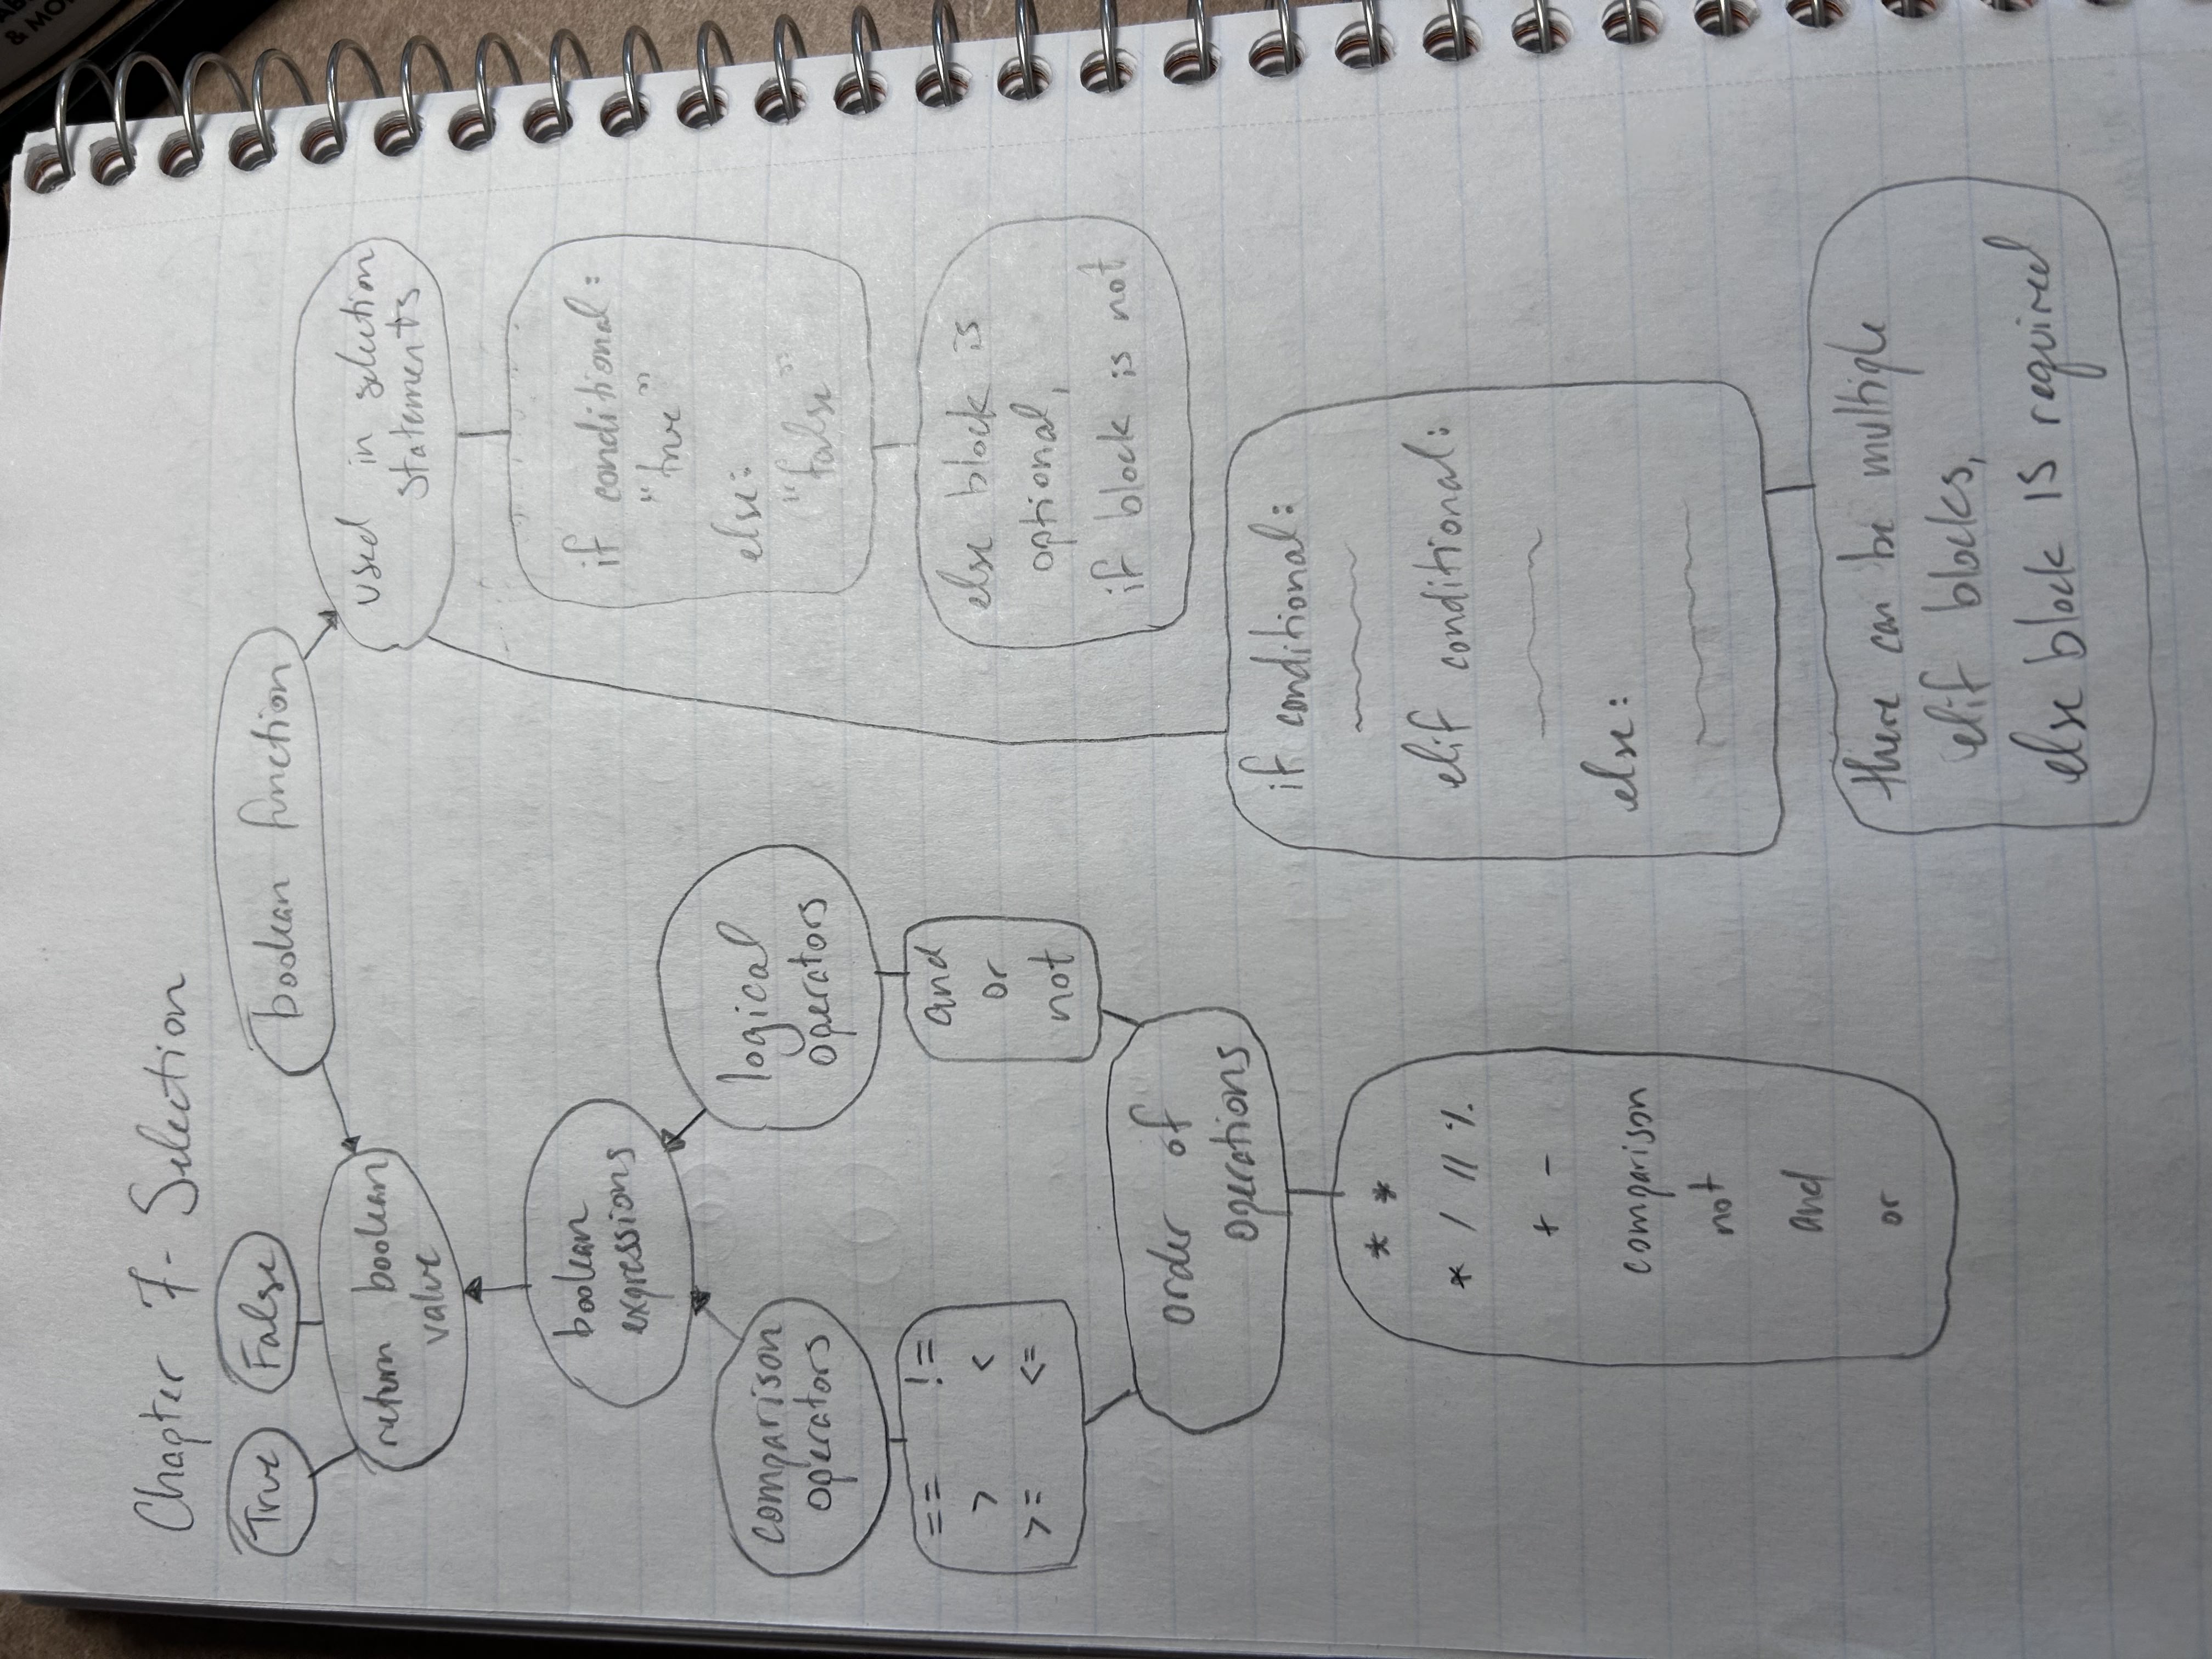 Chapter 7- Selection
True
False
boolean function
return boolean
value
used in selection
statements
boolean
expressions
comparison
operators
logical
operators
== !=
> <
>= <=
and
or
not
order of
operations
* *
* / // %
+ -
comparison
not
and
or
if conditional:
"true"
else:
"false"
else block is
optional,
if block is not
if conditional:
elif conditional:
else:
there can be multiple
elif blocks,
else block IS required